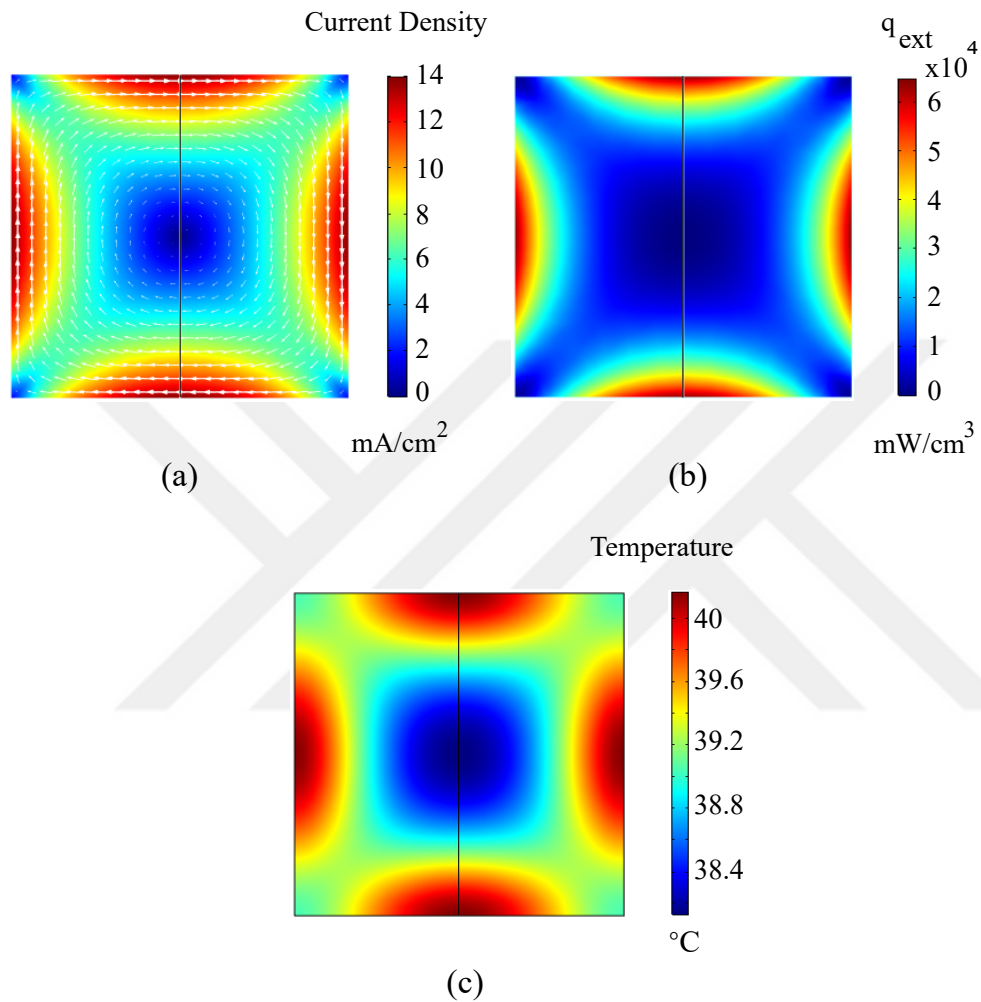 Current Density
14
12
10
8
6
4
2
0
mA/cm²
(a)
q_ext
x10⁴
6
5
4
3
2
1
0
mW/cm³
(b)
Temperature
40
39.6
39.2
38.8
38.4
°C
(c)